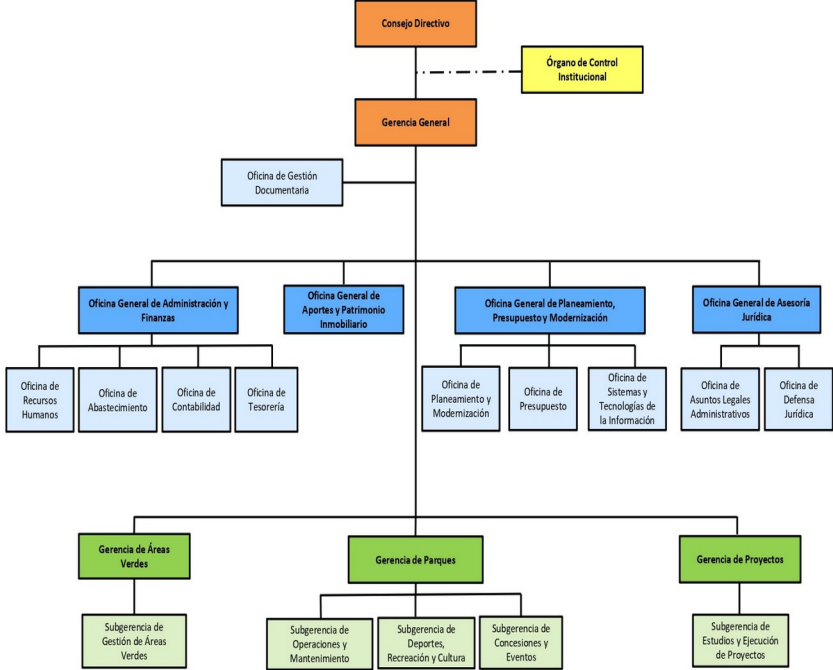 Consejo Directivo
Órgano de Control
Institucional
Gerencia General
Oficina de Gestión
Documentaria
Oficina General de Administración y
Finanzas
Oficina General de
Aportes y Patrimonio
Inmobiliario
Oficina General de Planeamiento,
Presupuesto y Modernización
Oficina General de Asesoría
Jurídica
Oficina de
Recursos
Humanos
Oficina de
Abastecimiento
Oficina de
Contabilidad
Oficina de
Tesorería
Oficina de
Planeamiento y
Modernización
Oficina de
Presupuesto
Oficina de
Sistemas y
Tecnologías de
la Información
Oficina de
Asuntos Legales
Administrativos
Oficina de
Defensa
Jurídica
Gerencia de Áreas
Verdes
Gerencia de Parques
Gerencia de Proyectos
Subgerencia de
Gestión de Áreas
Verdes
Subgerencia de
Operaciones y
Mantenimiento
Subgerencia de
Deportes,
Recreación y Cultura
Subgerencia de
Concesiones y
Eventos
Subgerencia de
Estudios y Ejecución
de Proyectos